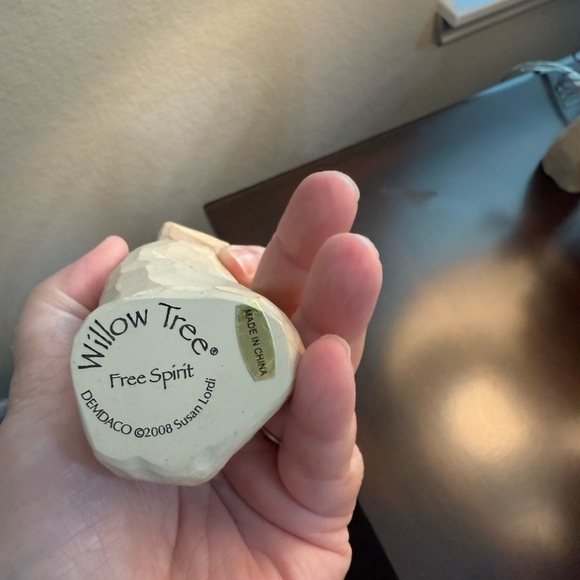 Willow Tree®
Free Spirit
DEMDACO ©2008 Susan Lordi
MADE IN CHINA